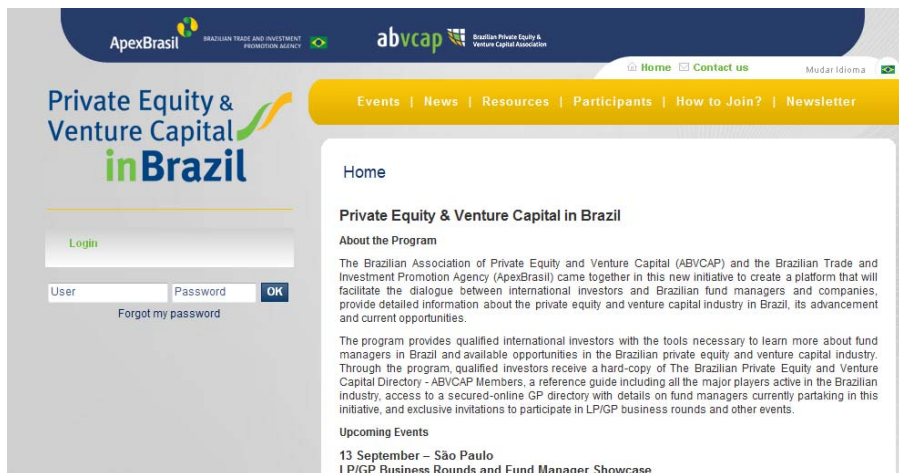 ApexBrasil
BRAZILIAN TRADE AND INVESTMENT
PROMOTION AGENCY
abvcap
Brazilian Private Equity &
Venture Capital Association
Home Contact us Mudar Idioma
Private Equity &
Venture Capital
inBrazil
Events | News | Resources | Participants | How to Join? | Newsletter
Login
User Password OK
Forgot my password
Home
Private Equity & Venture Capital in Brazil
About the Program
The Brazilian Association of Private Equity and Venture Capital (ABVCAP) and the Brazilian Trade and
Investment Promotion Agency (ApexBrasil) came together in this new initiative to create a platform that will
facilitate the dialogue between international investors and Brazilian fund managers and companies,
provide detailed information about the private equity and venture capital industry in Brazil, its advancement
and current opportunities.
The program provides qualified international investors with the tools necessary to learn more about fund
managers in Brazil and available opportunities in the Brazilian private equity and venture capital industry.
Through the program, qualified investors receive a hard-copy of The Brazilian Private Equity and Venture
Capital Directory - ABVCAP Members, a reference guide including all the major players active in the Brazilian
industry, access to a secured-online GP directory with details on fund managers currently partaking in this
initiative, and exclusive invitations to participate in LP/GP business rounds and other events.
Upcoming Events
13 September – São Paulo
LP/GP Business Rounds and Fund Manager Showcase